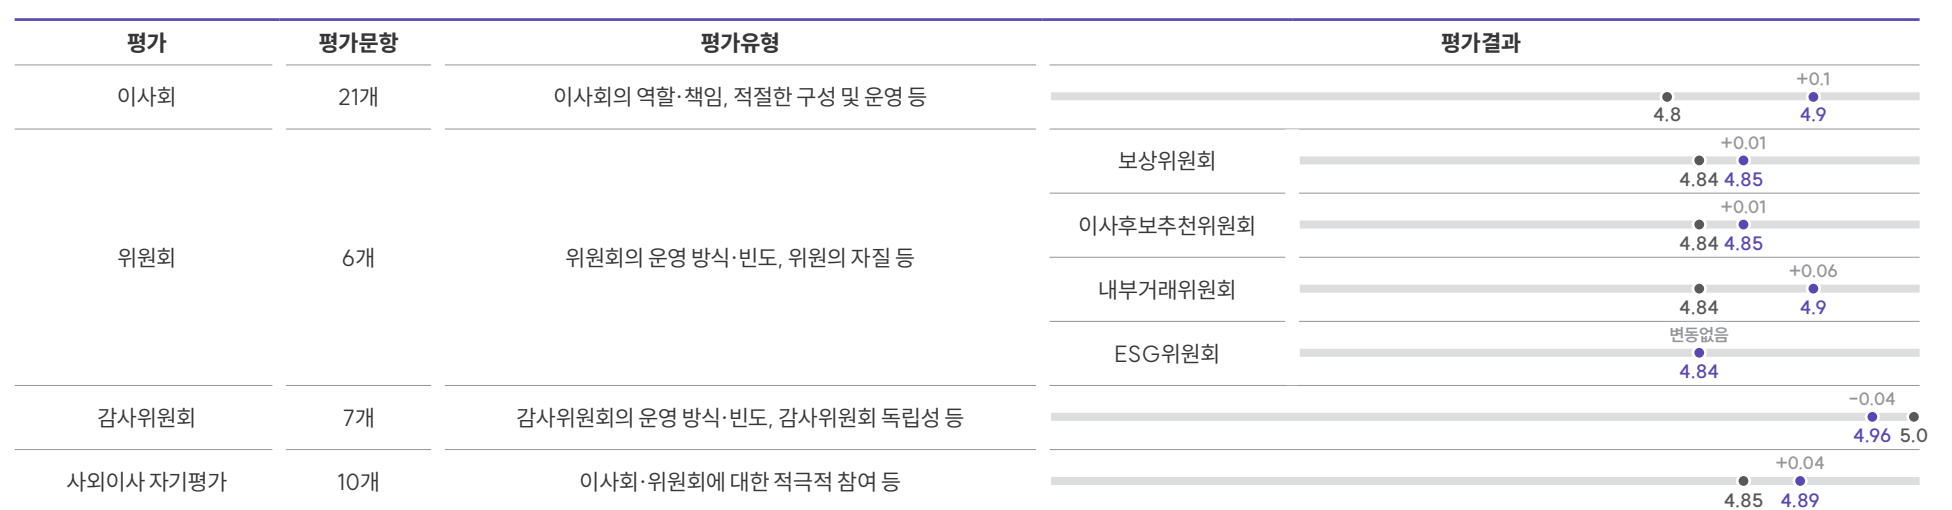 평가 평가문항 평가유형 평가결과
이사회 21개 이사회의 역할·책임, 적절한 구성 및 운영 등
+0.1
4.8 4.9
위원회 6개 위원회의 운영 방식·빈도, 위원의 자질 등
보상위원회
+0.01
4.84 4.85
이사후보추천위원회
+0.01
4.84 4.85
내부거래위원회
+0.06
4.84 4.9
ESG위원회
변동없음
4.84
감사위원회 7개 감사위원회의 운영 방식·빈도, 감사위원회 독립성 등
-0.04
4.96 5.0
사외이사 자기평가 10개 이사회·위원회에 대한 적극적 참여 등
+0.04
4.85 4.89